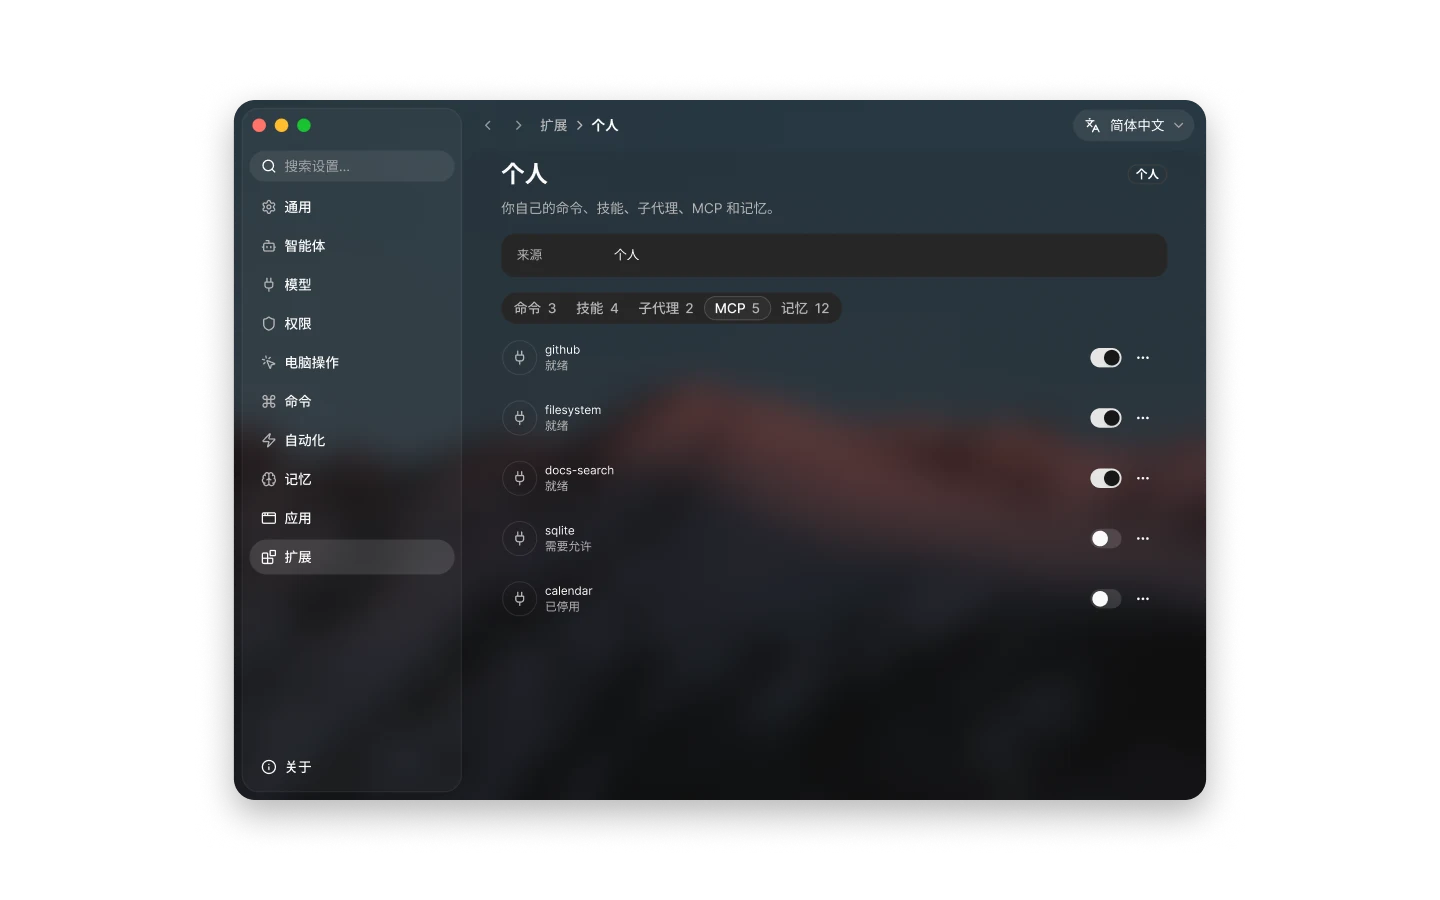 扩展 个人
简体中文
搜索设置...
通用
智能体
模型
权限
电脑操作
命令
自动化
记忆
应用
扩展
关于
个人
个人
你自己的命令、技能、子代理、MCP 和记忆。
来源 个人
命令 3 技能 4 子代理 2 MCP 5 记忆 12
github
就绪
filesystem
就绪
docs-search
就绪
sqlite
需要允许
calendar
已停用